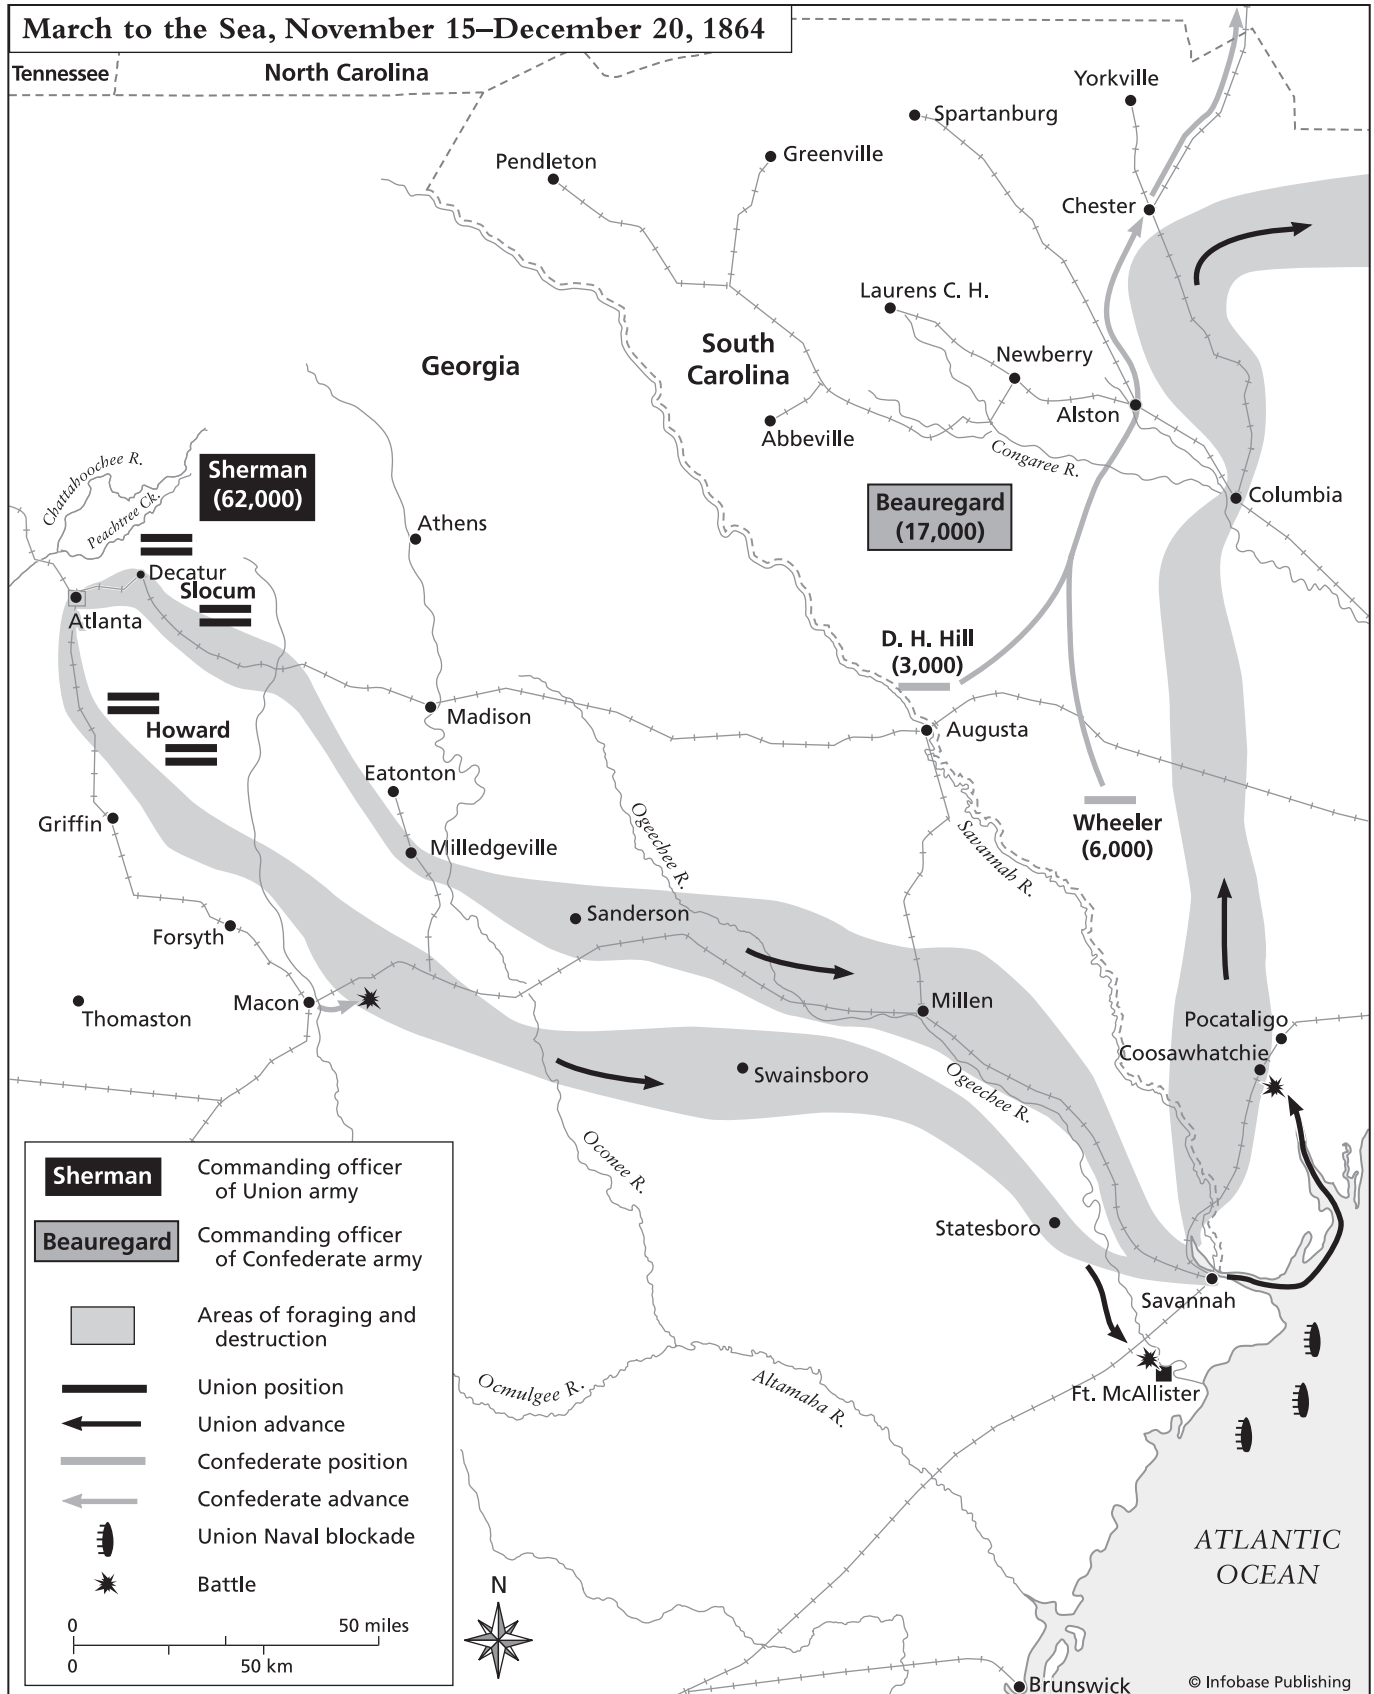 March to the Sea, November 15–December 20, 1864
Tennessee
North Carolina
Yorkville
Spartanburg
Greenville
Pendleton
Chester
Laurens C. H.
South
Carolina
Georgia
Newberry
Alston
Abbeville
Congaree R.
Chattahoochee R.
Peachtree Ck.
Sherman
(62,000)
Beauregard
(17,000)
Columbia
Athens
Decatur
Slocum
Atlanta
D. H. Hill
(3,000)
Howard
Madison
Augusta
Eatonton
Griffin
Ogeechee R.
Savannah R.
Wheeler
(6,000)
Milledgeville
Sanderson
Forsyth
Macon
Millen
Thomaston
Pocataligo
Coosawhatchie
Swainsboro
Ogeechee R.
Oconee R.
Statesboro
Savannah
Ft. McAllister
Ocmulgee R.
Altamaha R.
ATLANTIC
OCEAN
Brunswick
Sherman
Commanding officer
of Union army
Beauregard
Commanding officer
of Confederate army
Areas of foraging and
destruction
Union position
Union advance
Confederate position
Confederate advance
Union Naval blockade
Battle
0 50 miles
0 50 km
N
© Infobase Publishing